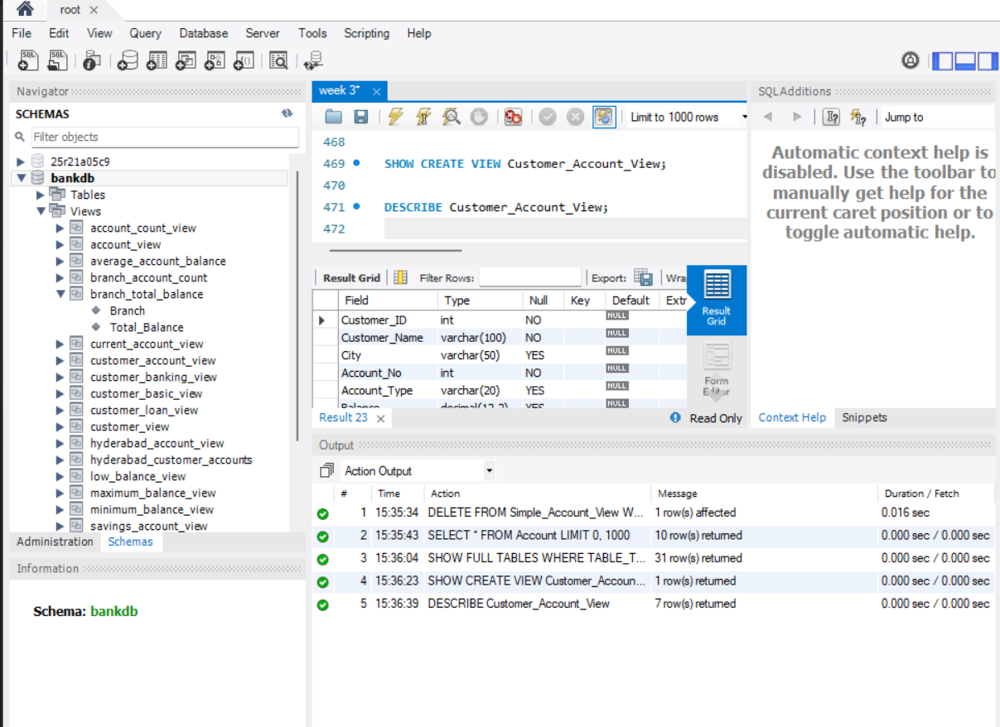 root ×
File Edit View Query Database Server Tools Scripting Help
Navigator
SCHEMAS
Filter objects
25r21a05c9
bankdb
Tables
Views
account_count_view
account_view
average_account_balance
branch_account_count
branch_total_balance
Branch
Total_Balance
current_account_view
customer_account_view
customer_banking_view
customer_basic_view
customer_loan_view
customer_view
hyderabad_account_view
hyderabad_customer_accounts
low_balance_view
maximum_balance_view
minimum_balance_view
savings_account_view
Administration Schemas
Information
Schema: bankdb
week 3* ×
Limit to 1000 rows
468
469 SHOW CREATE VIEW Customer_Account_View;
470
471 DESCRIBE Customer_Account_View;
472
Result Grid Filter Rows: Export: Wra
Field Type Null Key Default Extr
Customer_ID int NO NULL
Customer_Name varchar(100) NO NULL
City varchar(50) YES NULL
Account_No int NO NULL
Account_Type varchar(20) YES NULL
Balance decimal(12,2) YES NULL
Result Grid
Form Editor
Result 23 × Read Only
SQLAdditions
Jump to
Automatic context help is
disabled. Use the toolbar to
manually get help for the
current caret position or to
toggle automatic help.
Context Help Snippets
Output
Action Output
# Time Action Message Duration / Fetch
1 15:35:34 DELETE FROM Simple_Account_View W... 1 row(s) affected 0.016 sec
2 15:35:43 SELECT * FROM Account LIMIT 0, 1000 10 row(s) returned 0.000 sec / 0.000 sec
3 15:36:04 SHOW FULL TABLES WHERE TABLE_T... 31 row(s) returned 0.000 sec / 0.000 sec
4 15:36:23 SHOW CREATE VIEW Customer_Accoun... 1 row(s) returned 0.000 sec / 0.000 sec
5 15:36:39 DESCRIBE Customer_Account_View 7 row(s) returned 0.000 sec / 0.000 sec